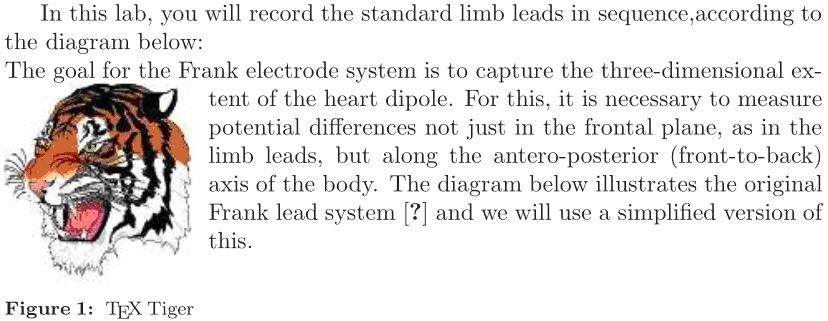 In this lab, you will record the standard limb leads in sequence,according to
the diagram below:
The goal for the Frank electrode system is to capture the three-dimensional ex-
tent of the heart dipole. For this, it is necessary to measure
potential differences not just in the frontal plane, as in the
limb leads, but along the antero-posterior (front-to-back)
axis of the body. The diagram below illustrates the original
Frank lead system [?] and we will use a simplified version of
this.
Figure 1: TEX Tiger